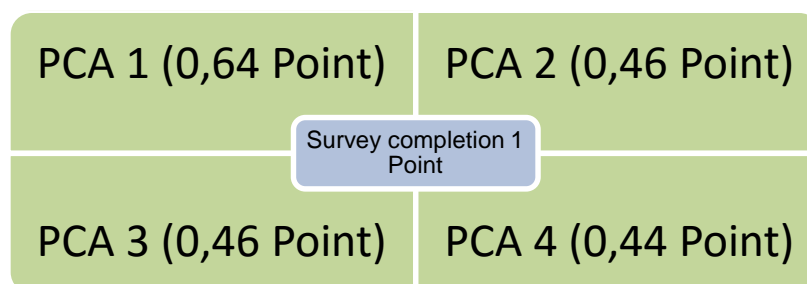 PCA 1 (0,64 Point)
PCA 2 (0,46 Point)
Survey completion 1
Point
PCA 3 (0,46 Point)
PCA 4 (0,44 Point)